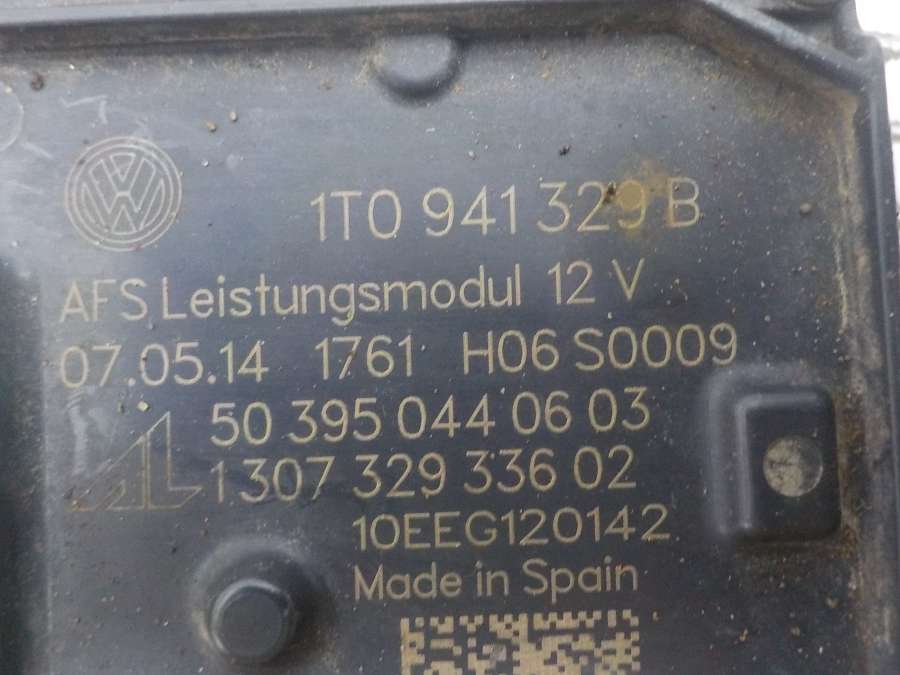 1T0 941 329 B
AFS Leistungsmodul 12 V
07.05.14 1761 H06 S0009
50 395 044 06 03
AL 1 307 329 336 02
10EEG120142
Made in Spain